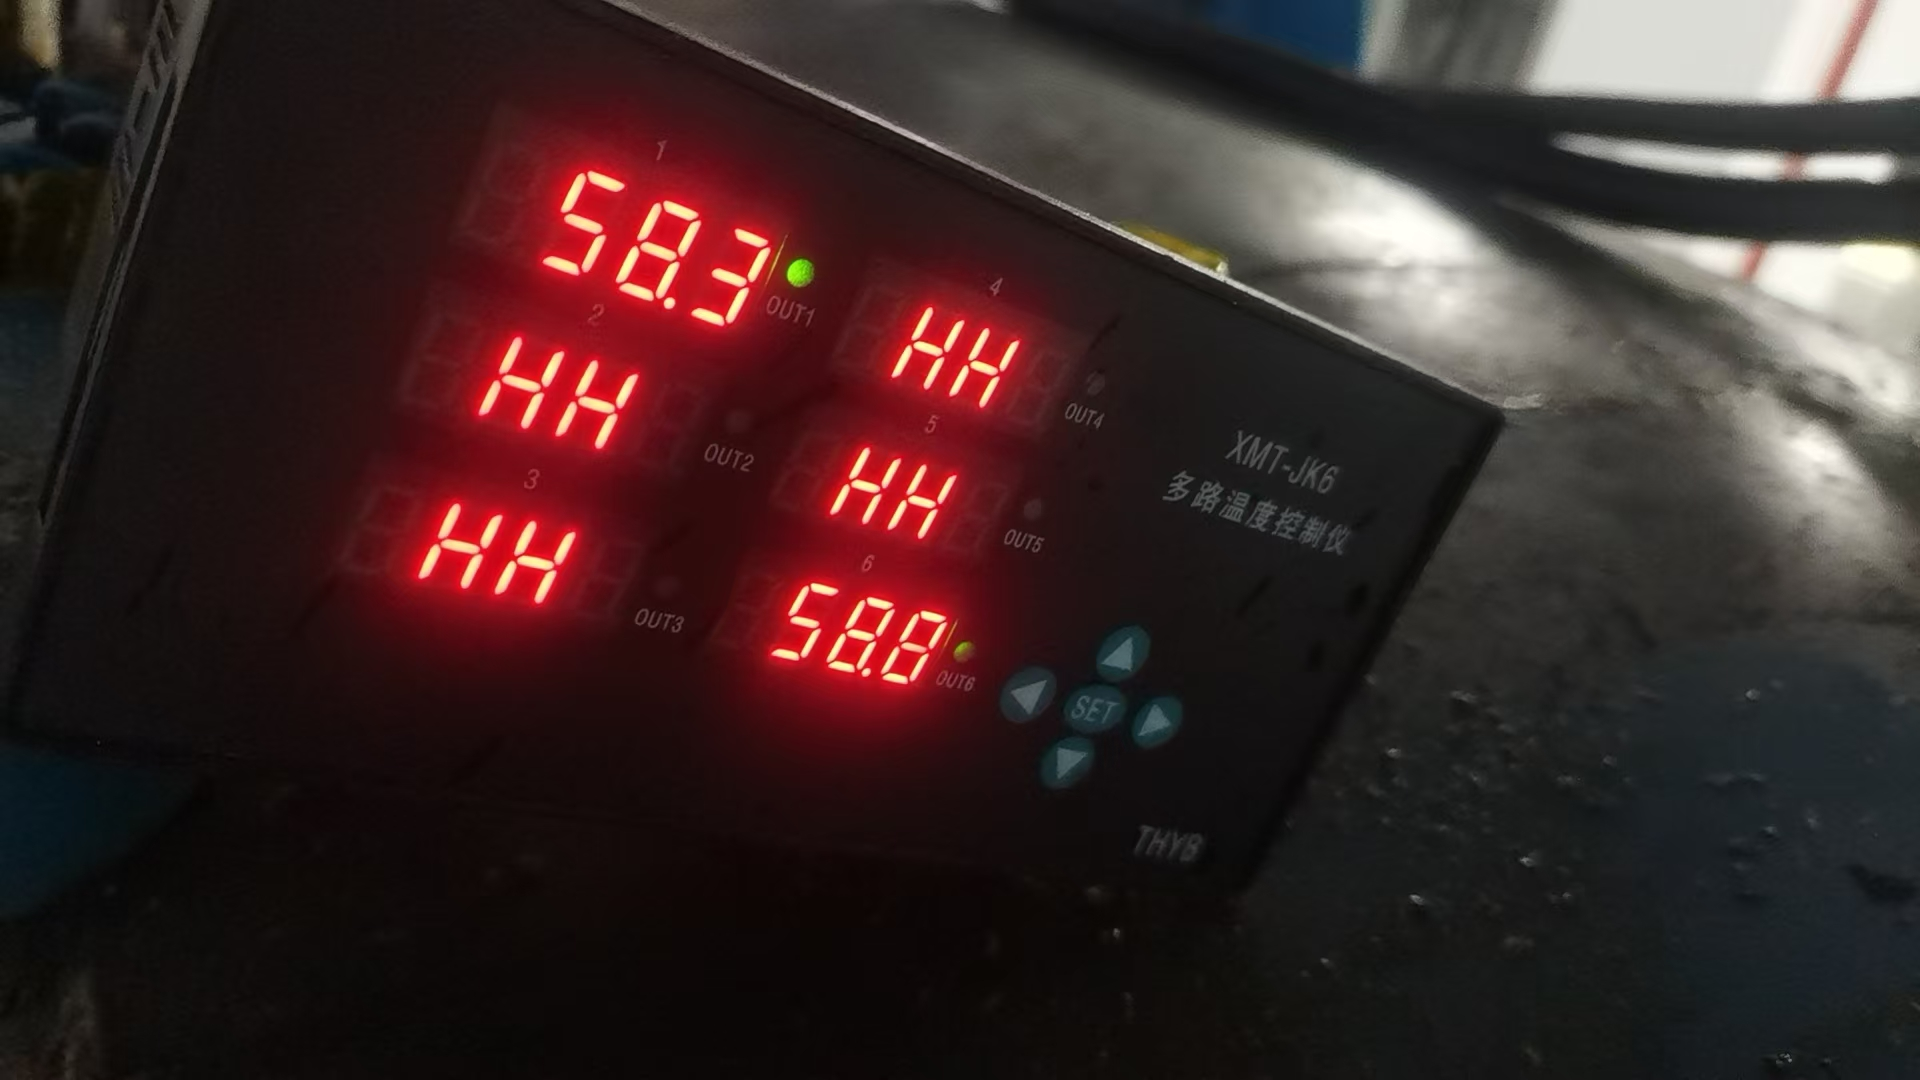 1
58.3
OUT1
2
HH
OUT2
3
HH
OUT3
4
HH
OUT4
5
HH
OUT5
6
58.8
OUT6
XMT-JK6
多路温度控制仪
SET
THYB